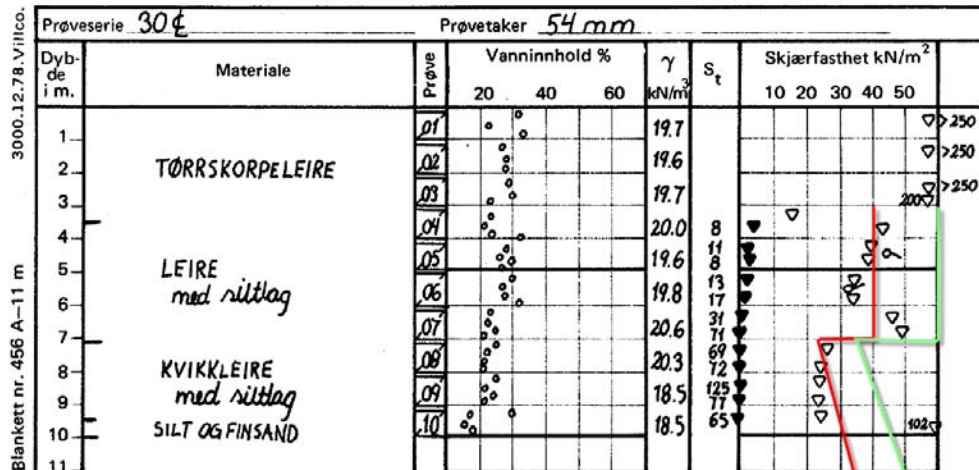 Prøveserie 30 ₵ Prøvetaker 54 mm
Dyb-de i m. Materiale Prøve Vanninnhold % γ kN/m³ St Skjærfasthet kN/m²
20 40 60 10 20 30 40 50
01 19.7 >250
1
02 19.6 >250
2 TØRRSKORPELEIRE
03 19.7 >250
3 200
04 20.0 8
4 11
05 19.6 8
5 LEIRE 13
med siltlag 06 19.8 17
6 31
07 20.6 71
7 69
08 20.3 72
8 KVIKKLEIRE 125
med siltlag 09 18.5 77
9 65
SILT OG FINSAND 10 18.5 102
10
11
3000.12.78. Villco.
Blankett nr. 456 A–11 m